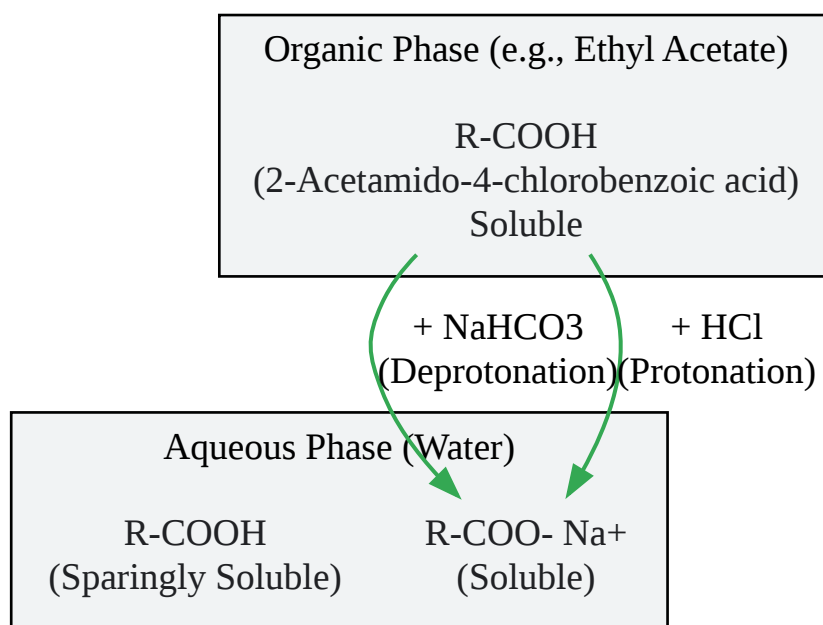 Organic Phase (e.g., Ethyl Acetate)
R-COOH
(2-Acetamido-4-chlorobenzoic acid)
Soluble
+ NaHCO3
(Deprotonation)
+ HCl
(Protonation)
Aqueous Phase (Water)
R-COOH
(Sparingly Soluble)
R-COO- Na+
(Soluble)